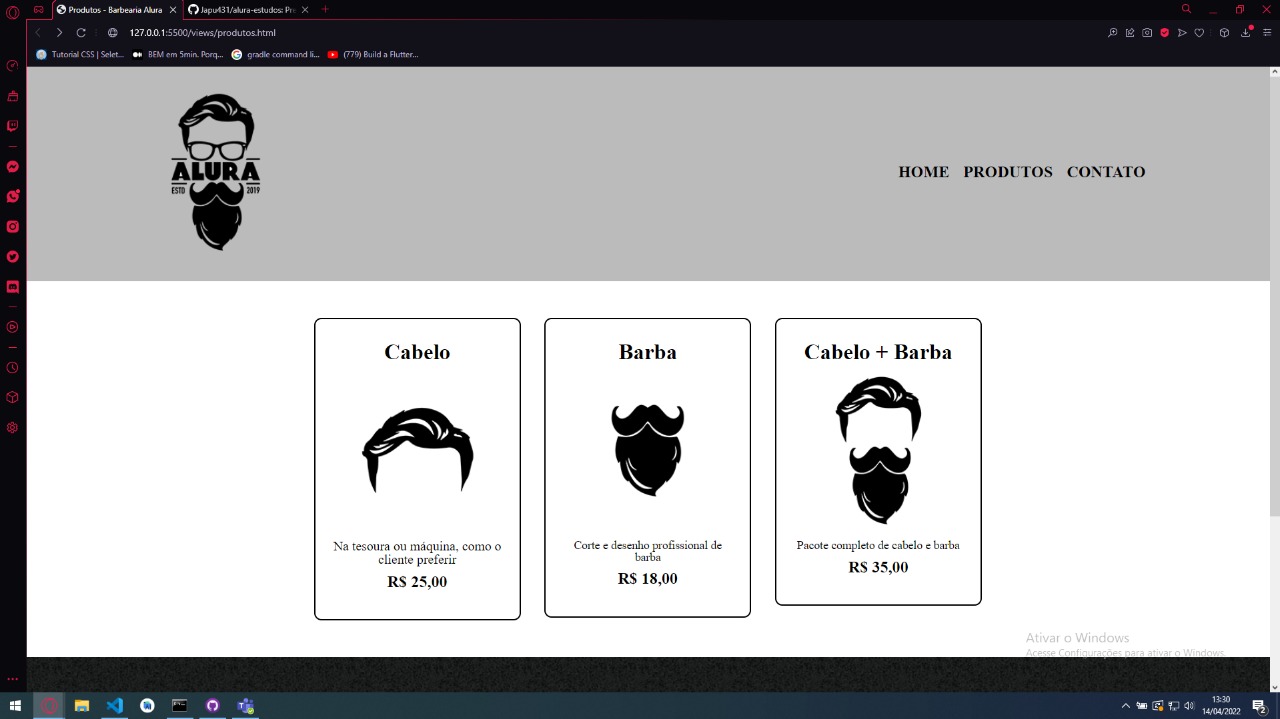 Produtos - Barbearia Alura
Japu431/alura-estudos: Pr
127.0.0.1:5500/views/produtos.html
Tutorial CSS | Selet...
BEM em 5min. Porq...
gradle command li...
(779) Build a Flutter...
ALURA
ESTD 2019
HOME PRODUTOS CONTATO
Cabelo
Na tesoura ou máquina, como o
cliente preferir
R$ 25,00
Barba
Corte e desenho profissional de
barba
R$ 18,00
Cabelo + Barba
Pacote completo de cabelo e barba
R$ 35,00
Ativar o Windows
Acesse Configurações para ativar o Windows.
13:30
14/04/2022
2